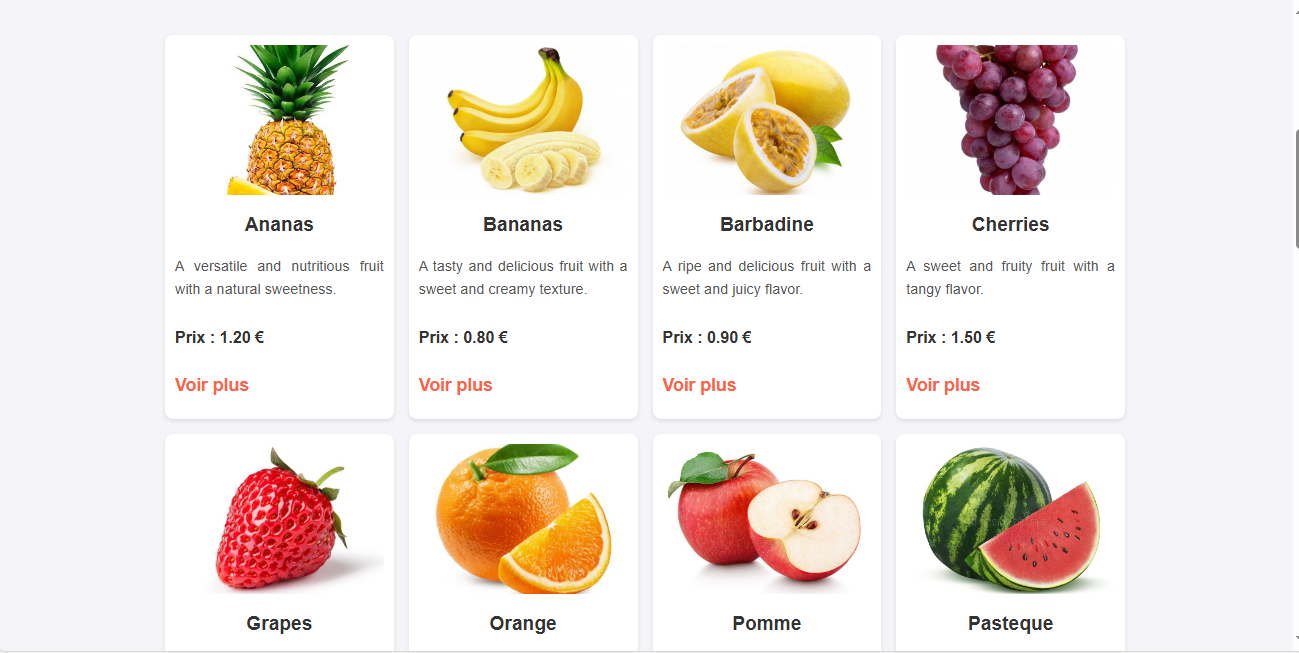 Ananas
A versatile and nutritious fruit
with a natural sweetness.
Prix : 1.20 €
Voir plus
Bananas
A tasty and delicious fruit with a
sweet and creamy texture.
Prix : 0.80 €
Voir plus
Barbadine
A ripe and delicious fruit with a
sweet and juicy flavor.
Prix : 0.90 €
Voir plus
Cherries
A sweet and fruity fruit with a
tangy flavor.
Prix : 1.50 €
Voir plus
Grapes
Orange
Pomme
Pasteque